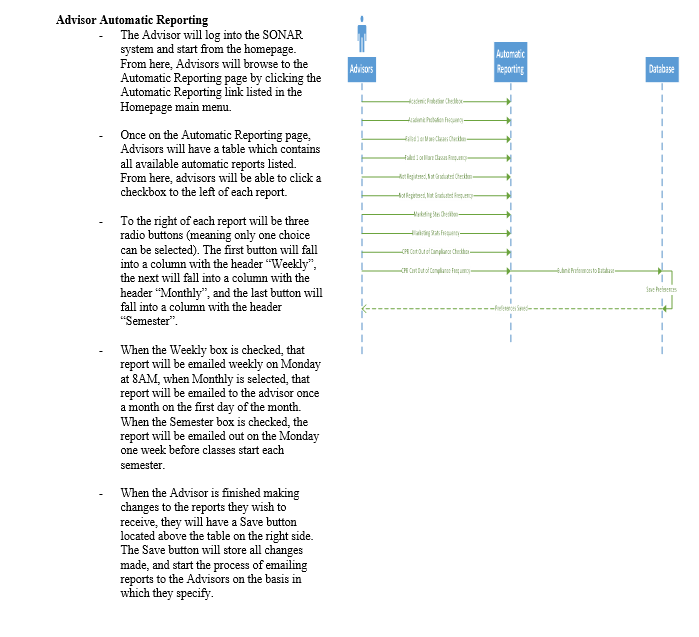 Advisor Automatic Reporting
- The Advisor will log into the SONAR
system and start from the homepage.
From here, Advisors will browse to the
Automatic Reporting page by clicking the
Automatic Reporting link listed in the
Homepage main menu.
- Once on the Automatic Reporting page,
Advisors will have a table which contains
all available automatic reports listed.
From here, advisors will be able to click a
checkbox to the left of each report.
- To the right of each report will be three
radio buttons (meaning only one choice
can be selected). The first button will fall
into a column with the header “Weekly”,
the next will fall into a column with the
header “Monthly”, and the last button will
fall into a column with the header
“Semester”.
- When the Weekly box is checked, that
report will be emailed weekly on Monday
at 8AM, when Monthly is selected, that
report will be emailed to the advisor once
a month on the first day of the month.
When the Semester box is checked, the
report will be emailed out on the Monday
one week before classes start each
semester.
- When the Advisor is finished making
changes to the reports they wish to
receive, they will have a Save button
located above the table on the right side.
The Save button will store all changes
made, and start the process of emailing
reports to the Advisors on the basis in
which they specify.
Advisors
Automatic
Reporting
Database
Academic Probation Checkbox
Academic Probation Frequency
Failed 1 or More Classes Checkbox
Failed 1 or More Classes Frequency
Not Registered, Not Graduated Checkbox
Not Registered, Not Graduated Frequency
Marketing Stats Checkbox
Marketing Stats Frequency
CPR Cert Out of Compliance Checkbox
CPR Cert Out of Compliance Frequency
Submit Preferences to Database
Save Preferences
Preferences Saved